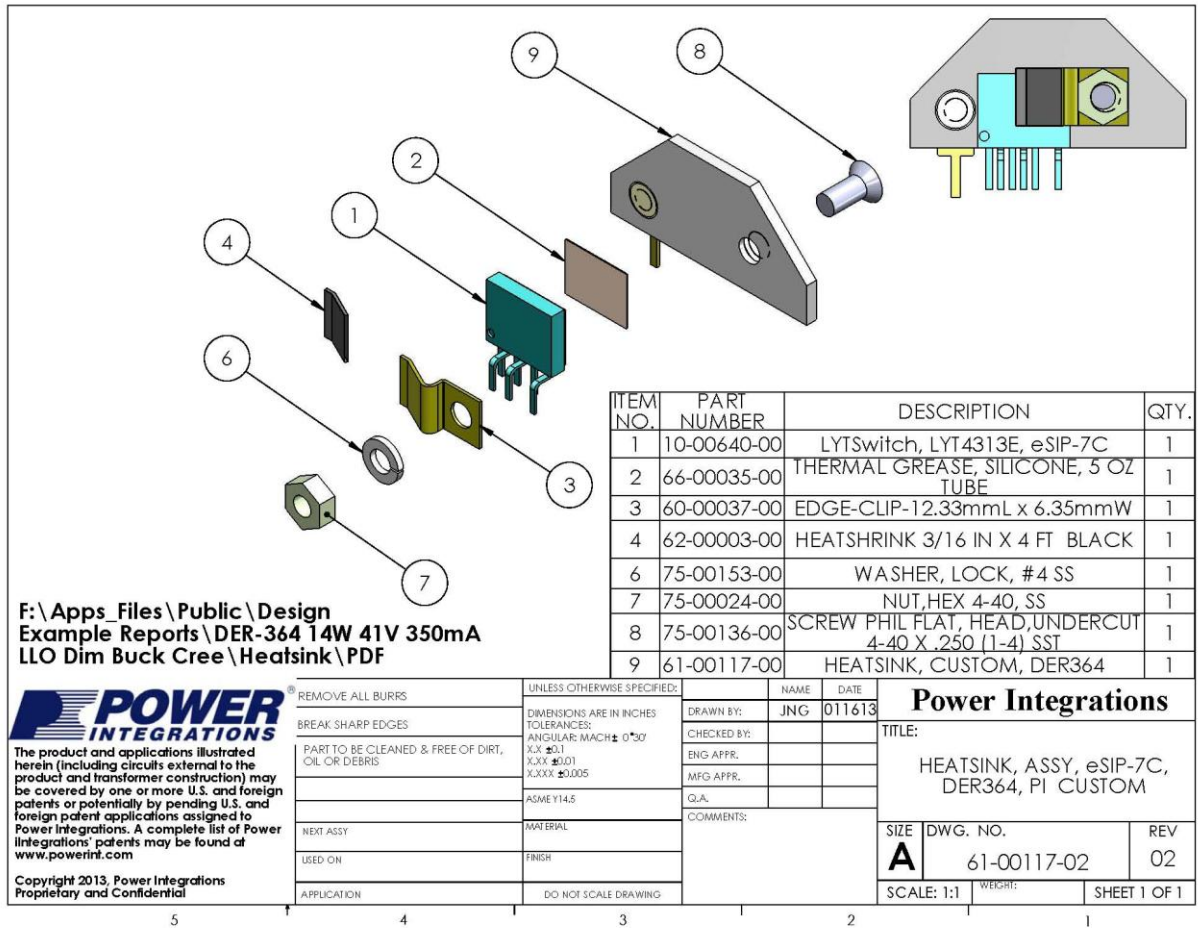 9
8
2
1
4
6
3
7
ITEM NO. PART NUMBER DESCRIPTION QTY.
1 10-00640-00 LYTSwitch, LYT4313E, eSIP-7C 1
2 66-00035-00 THERMAL GREASE, SILICONE, 5 OZ TUBE 1
3 60-00037-00 EDGE-CLIP-12.33mmL x 6.35mmW 1
4 62-00003-00 HEATSHRINK 3/16 IN X 4 FT BLACK 1
6 75-00153-00 WASHER, LOCK, #4 SS 1
7 75-00024-00 NUT,HEX 4-40, SS 1
8 75-00136-00 SCREW PHIL FLAT, HEAD,UNDERCUT 4-40 X .250 (1-4) SST 1
9 61-00117-00 HEATSINK, CUSTOM, DER364 1
F:\Apps_Files\Public\Design
Example Reports\DER-364 14W 41V 350mA
LLO Dim Buck Cree\Heatsink\PDF
POWER
INTEGRATIONS
®
The product and applications illustrated
herein (including circuits external to the
product and transformer construction) may
be covered by one or more U.S. and foreign
patents or potentially by pending U.S. and
foreign patent applications assigned to
Power Integrations. A complete list of Power
IIntegrations' patents may be found at
www.powerint.com
Copyright 2013, Power Integrations
Proprietary and Confidential
REMOVE ALL BURRS
BREAK SHARP EDGES
PART TO BE CLEANED & FREE OF DIRT,
OIL OR DEBRIS
NEXT ASSY
USED ON
APPLICATION
UNLESS OTHERWISE SPECIFIED:
DIMENSIONS ARE IN INCHES
TOLERANCES:
ANGULAR: MACH± 0°30'
X.X ±0.1
X.XX ±0.01
X.XXX ±0.005
ASME Y14.5
MATERIAL
FINISH
DO NOT SCALE DRAWING
NAME DATE
DRAWN BY: JNG 011613
CHECKED BY:
ENG APPR.
MFG APPR.
Q.A.
COMMENTS:
Power Integrations
TITLE:
HEATSINK, ASSY, eSIP-7C,
DER364, PI CUSTOM
SIZE DWG. NO. REV
A 61-00117-02 02
SCALE: 1:1 WEIGHT: SHEET 1 OF 1
5 4 3 2 1